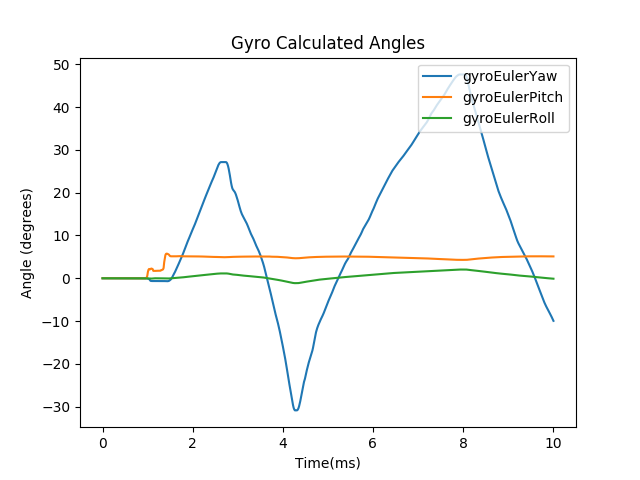 Gyro Calculated Angles
gyroEulerYaw
gyroEulerPitch
gyroEulerRoll
Angle (degrees)
50
40
30
20
10
0
−10
−20
−30
0 2 4 6 8 10
Time(ms)